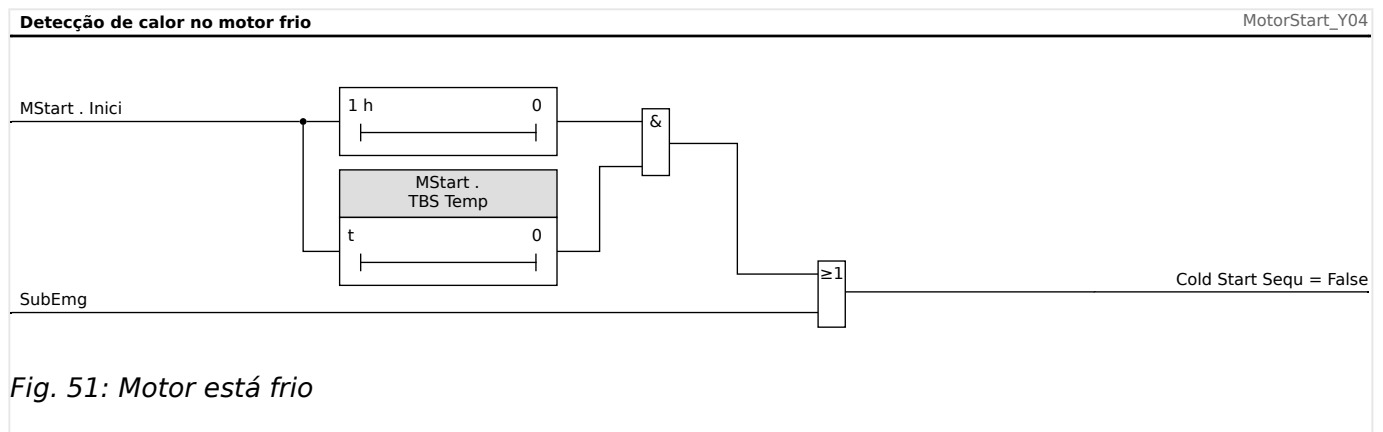 Detecção de calor no motor frio
MotorStart_Y04
MStart . Inici
1 h 0
&
MStart .
TBS Temp
t 0
≥1
SubEmg
Cold Start Sequ = False
Fig. 51: Motor está frio